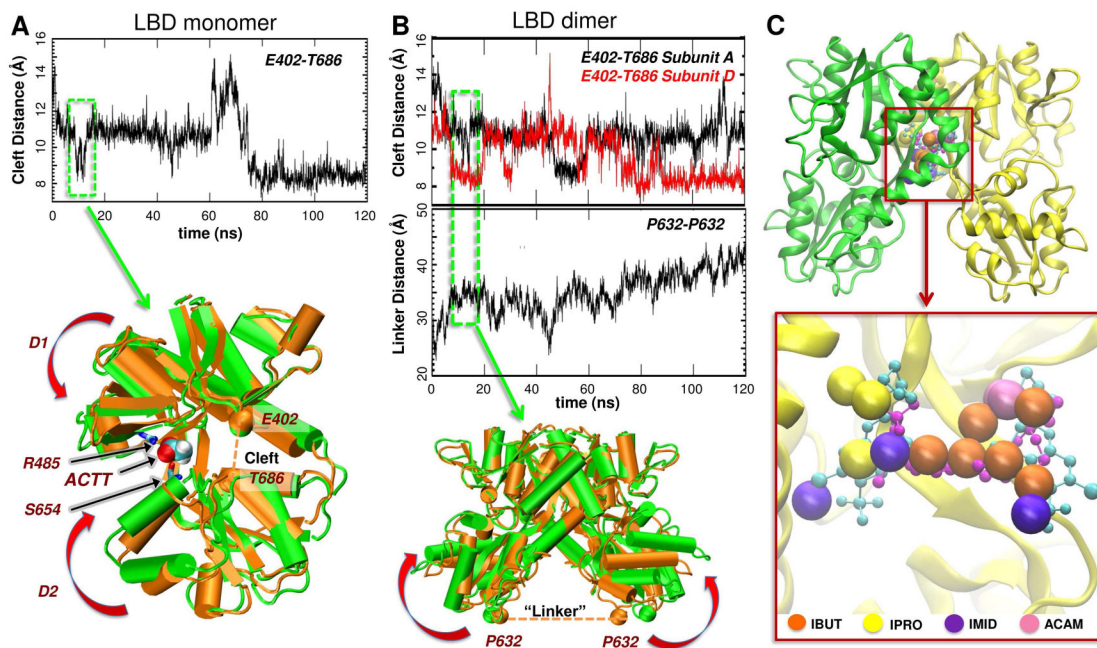 A
LBD monomer
16
14
12
10
8
Cleft Distance (Å)
E402-T686
0
20
40
60
80
100
120
time (ns)
D1
E402
R485
Cleft
ACTT
T686
S654
D2
B
LBD dimer
16
14
12
10
8
Cleft Distance (Å)
E402-T686 Subunit A
E402-T686 Subunit D
50
40
30
20
Linker Distance (Å)
P632-P632
0
20
40
60
80
100
120
time (ns)
“Linker”
P632
P632
C
IBUT
IPRO
IMID
ACAM